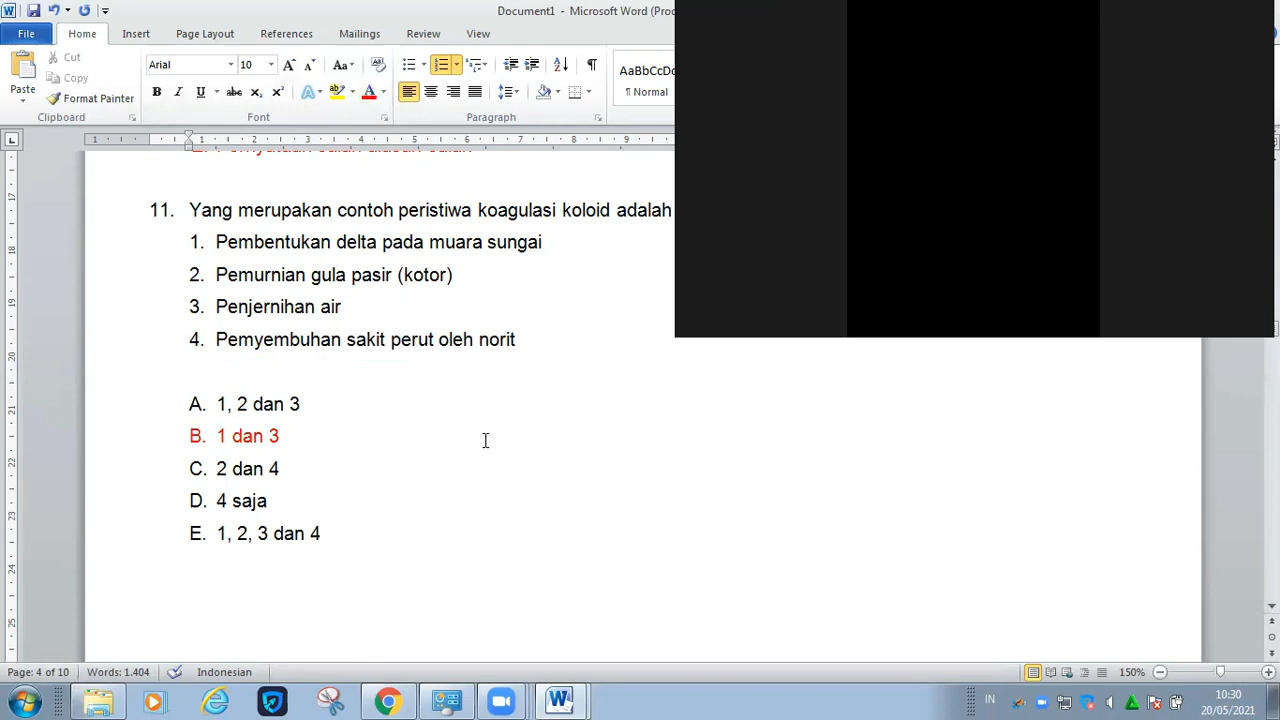 Document1 - Microsoft Word (Proc
File Home Insert Page Layout References Mailings Review View
Paste
Cut
Copy
Format Painter
Clipboard
Arial 10
Font
Paragraph
AaBbCcDc
¶ Normal
11. Yang merupakan contoh peristiwa koagulasi koloid adalah
1. Pembentukan delta pada muara sungai
2. Pemurnian gula pasir (kotor)
3. Penjernihan air
4. Pemyembuhan sakit perut oleh norit
A. 1, 2 dan 3
B. 1 dan 3
C. 2 dan 4
D. 4 saja
E. 1, 2, 3 dan 4
Page: 4 of 10 Words: 1.404 Indonesian 150%
IN 10:30
20/05/2021